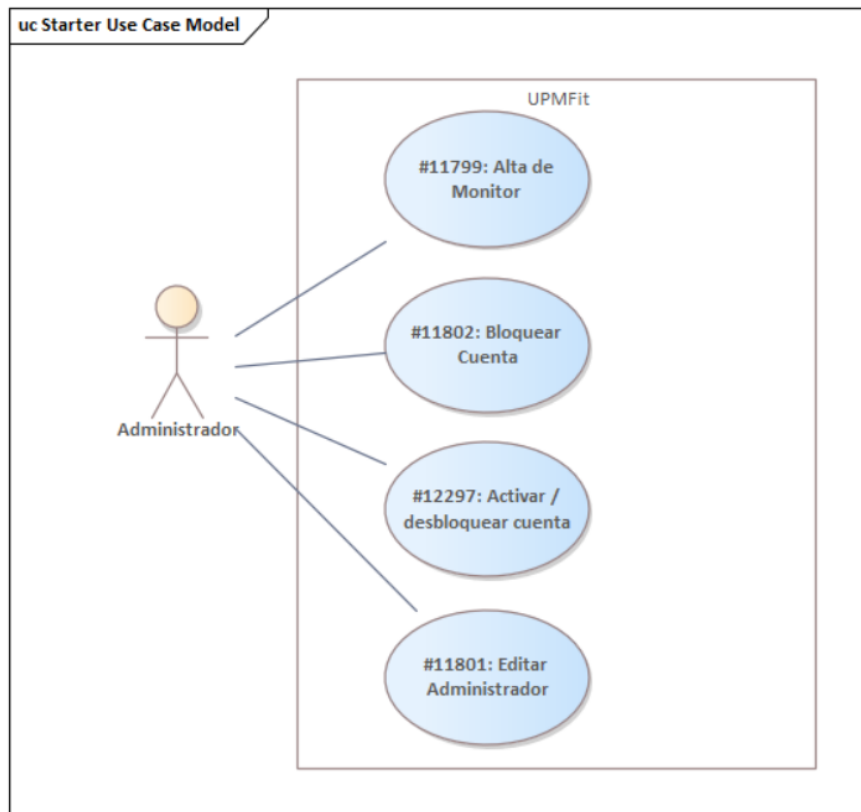 uc Starter Use Case Model
UPMFit
#11799: Alta de
Monitor
#11802: Bloquear
Cuenta
Administrador
#12297: Activar /
desbloquear cuenta
#11801: Editar
Administrador